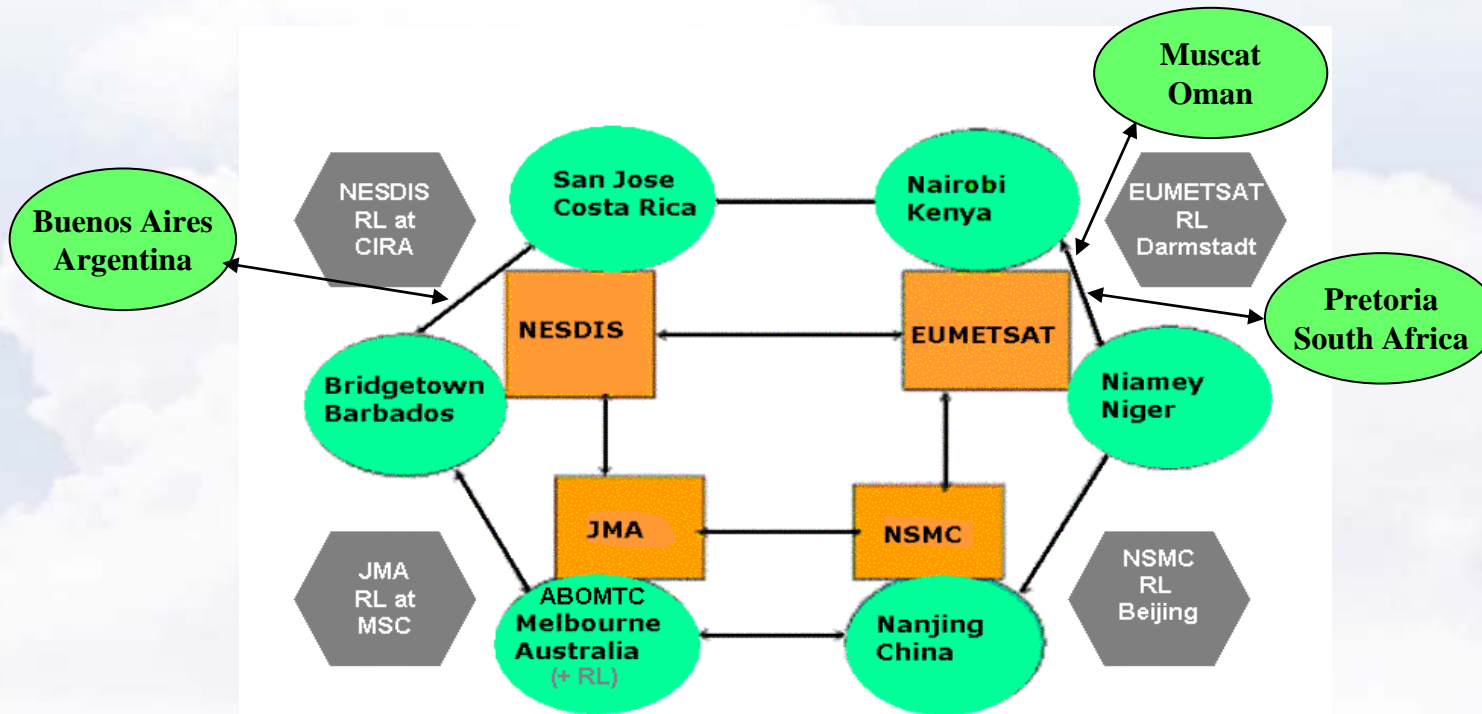 Muscat
Oman
Buenos Aires
Argentina
NESDIS
RL at
CIRA
San Jose
Costa Rica
Nairobi
Kenya
EUMETSAT
RL
Darmstadt
Pretoria
South Africa
NESDIS
EUMETSAT
Bridgetown
Barbados
Niamey
Niger
JMA
NSMC
JMA
RL at
MSC
ABOMTC
Melbourne
Australia
(+ RL)
Nanjing
China
NSMC
RL
Beijing